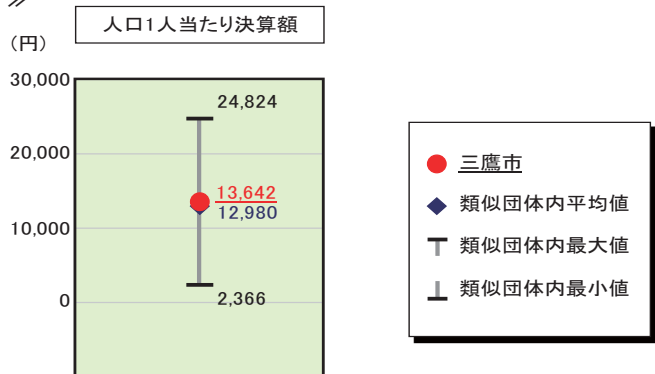 人口1人当たり決算額
(円)
30,000
24,824
20,000
13,642
12,980
10,000
2,366
0
三鷹市
類似団体内平均値
類似団体内最大値
類似団体内最小値